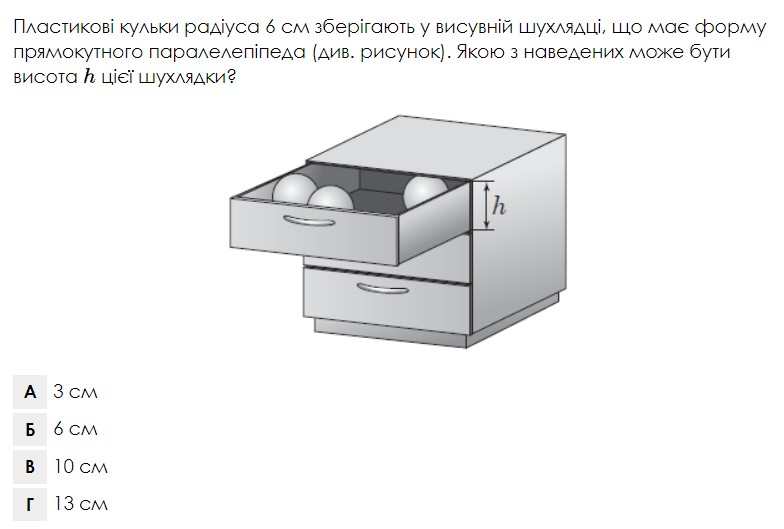 Пластикові кульки радіуса 6 см зберігають у висувній шухлядці, що має форму
прямокутного паралелепіпеда (див. рисунок). Якою з наведених може бути
висота h цієї шухлядки?
h
А 3 см
Б 6 см
В 10 см
Г 13 см